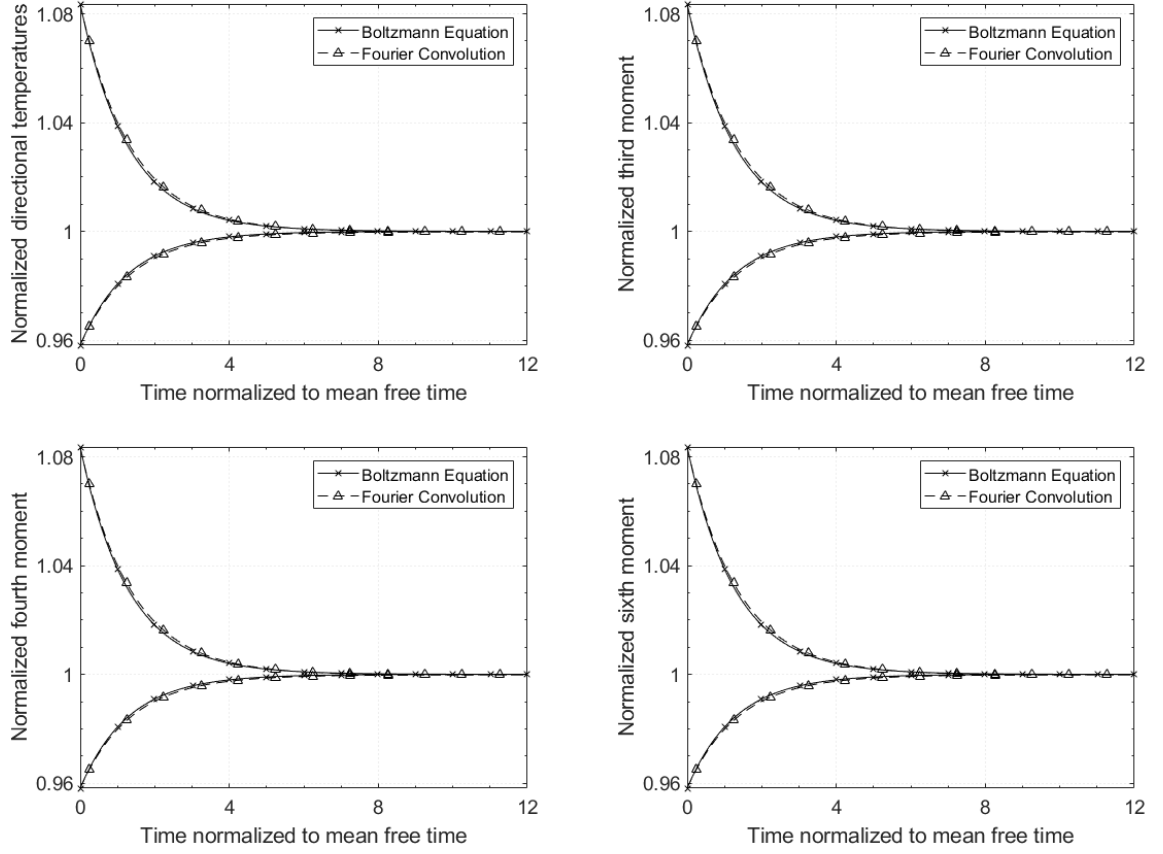 Normalized directional temperatures
1.08
1.04
1
0.96
Boltzmann Equation
Fourier Convolution
0 4 8 12
Time normalized to mean free time
Normalized third moment
1.08
1.04
1
0.96
Boltzmann Equation
Fourier Convolution
0 4 8 12
Time normalized to mean free time
Normalized fourth moment
1.08
1.04
1
0.96
Boltzmann Equation
Fourier Convolution
0 4 8 12
Time normalized to mean free time
Normalized sixth moment
1.08
1.04
1
0.96
Boltzmann Equation
Fourier Convolution
0 4 8 12
Time normalized to mean free time